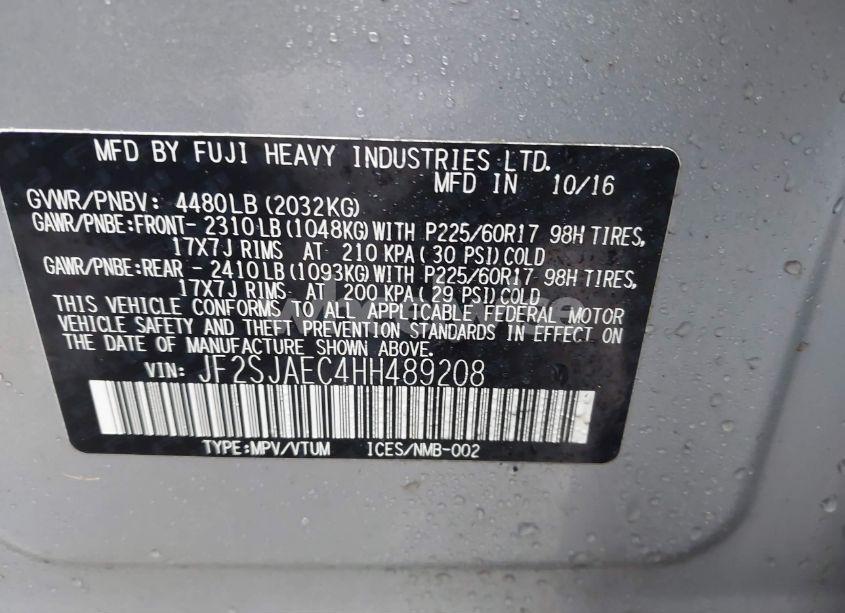 MFD BY FUJI HEAVY INDUSTRIES LTD.
MFD IN 10/16
GVWR/PNBV: 4480LB(2032KG)
GAWR/PNBE:FRONT- 2310LB(1048KG)WITH P225/60R17 98H TIRES,
17X7J RIMS AT 210 KPA( 30 PSI)COLD
GAWR/PNBE:REAR - 2410LB(1093KG)WITH P225/60R17 98H TIRES,
17X7J RIMS AT 200 KPA( 29 PSI)COLD
THIS VEHICLE CONFORMS TO ALL APPLICABLE FEDERAL MOTOR
VEHICLE SAFETY AND THEFT PREVENTION STANDARDS IN EFFECT ON
THE DATE OF MANUFACTURE SHOWN ABOVE.
VIN: JF2SJAEC4HH489208
TYPE:MPV/VTUM ICES/NMB-002